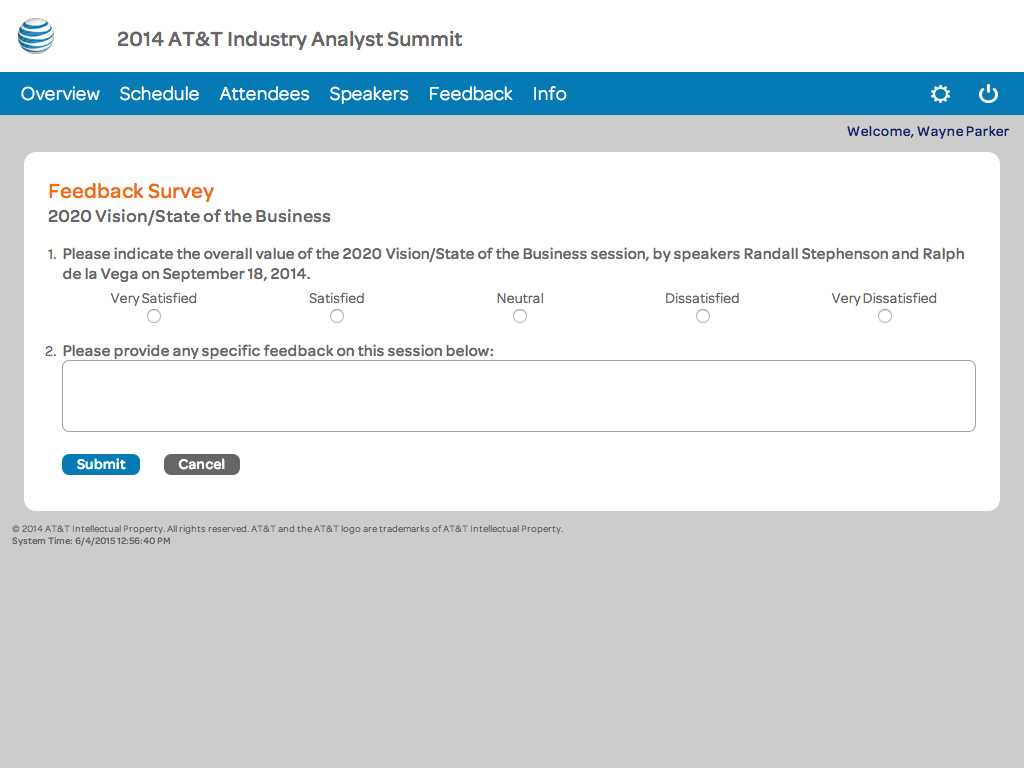 2014 AT&T Industry Analyst Summit
Overview Schedule Attendees Speakers Feedback Info
Welcome, Wayne Parker
Feedback Survey
2020 Vision/State of the Business
1. Please indicate the overall value of the 2020 Vision/State of the Business session, by speakers Randall Stephenson and Ralph
de la Vega on September 18, 2014.
Very Satisfied Satisfied Neutral Dissatisfied Very Dissatisfied
2. Please provide any specific feedback on this session below:
Submit Cancel
© 2014 AT&T Intellectual Property. All rights reserved. AT&T and the AT&T logo are trademarks of AT&T Intellectual Property.
System Time: 6/4/2015 12:56:40 PM